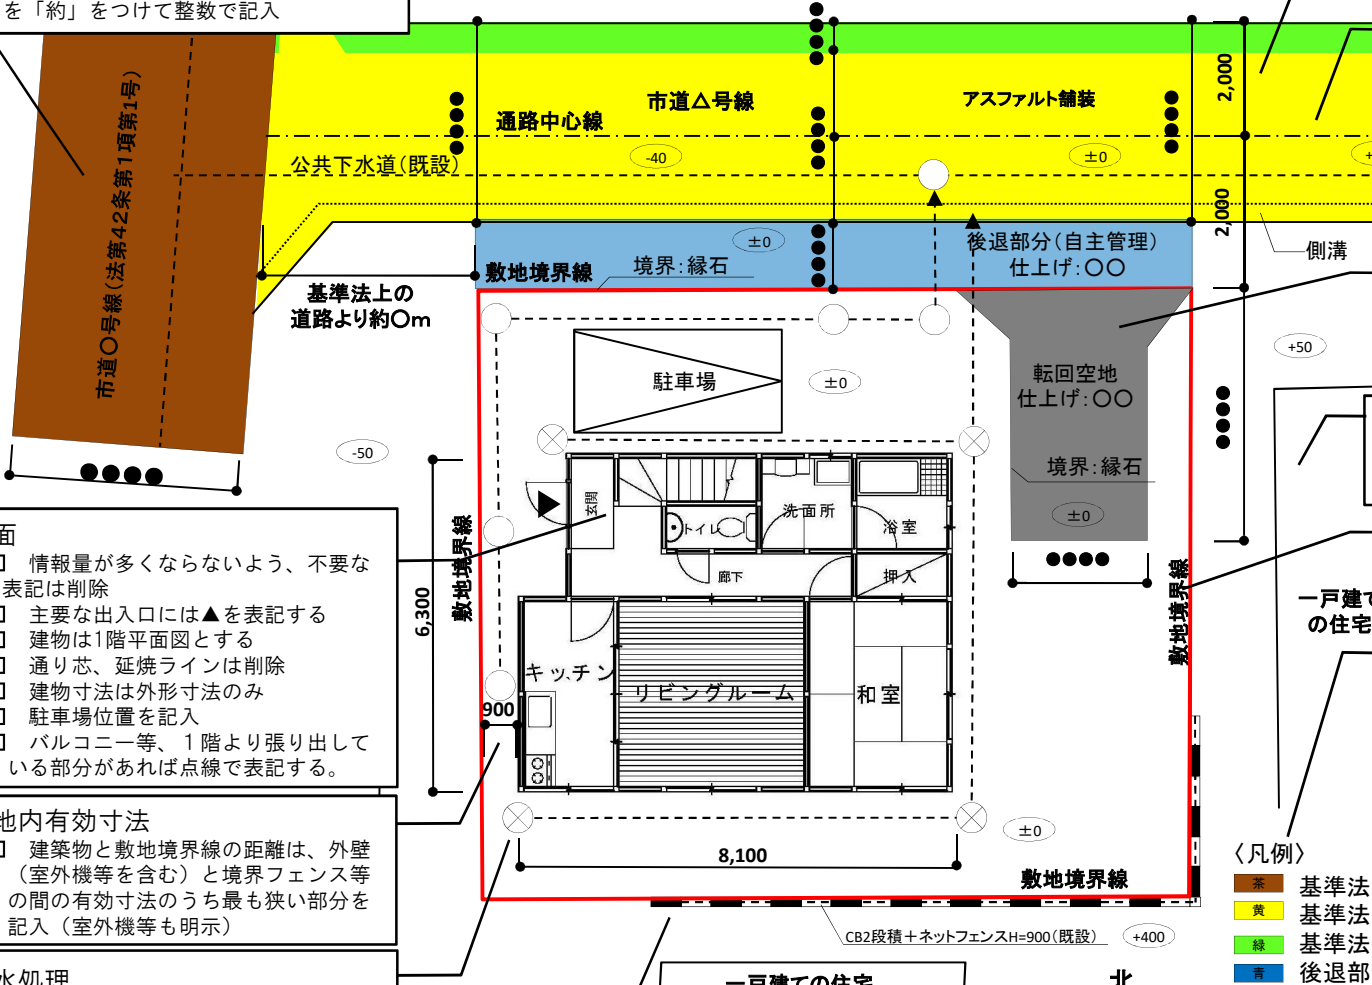 を「約」をつけて整数で記入
市道〇号線(法第42条第1項第1号)
通路中心線
市道△号線
アスファルト舗装
2,000
公共下水道(既設)
-40
±0
2,000
側溝
±0
後退部分(自主管理)
仕上げ:〇〇
敷地境界線
境界:縁石
基準法上の
道路より約〇m
+50
駐車場
±0
転回空地
仕上げ:〇〇
境界:縁石
±0
-50
玄関
トイレ
洗面所
浴室
廊下
押入
敷地境界線
6,300
キッチン
リビングルーム
和室
900
敷地境界線
一戸建て
の住宅
面
□ 情報量が多くならないよう、不要な
表記は削除
□ 主要な出入口には▲を表記する
□ 建物は1階平面図とする
□ 通り芯、延焼ラインは削除
□ 建物寸法は外形寸法のみ
□ 駐車場位置を記入
□ バルコニー等、1階より張り出して
いる部分があれば点線で表記する。
地内有効寸法
□ 建築物と敷地境界線の距離は、外壁
(室外機等を含む)と境界フェンス等
の間の有効寸法のうち最も狭い部分を
記入(室外機等も明示)
水処理
±0
8,100
敷地境界線
CB2段積+ネットフェンスH=900(既設)
+400
一戸建ての住宅
北
〈凡例〉
茶 基準法
黄 基準法
緑 基準法
青 後退部